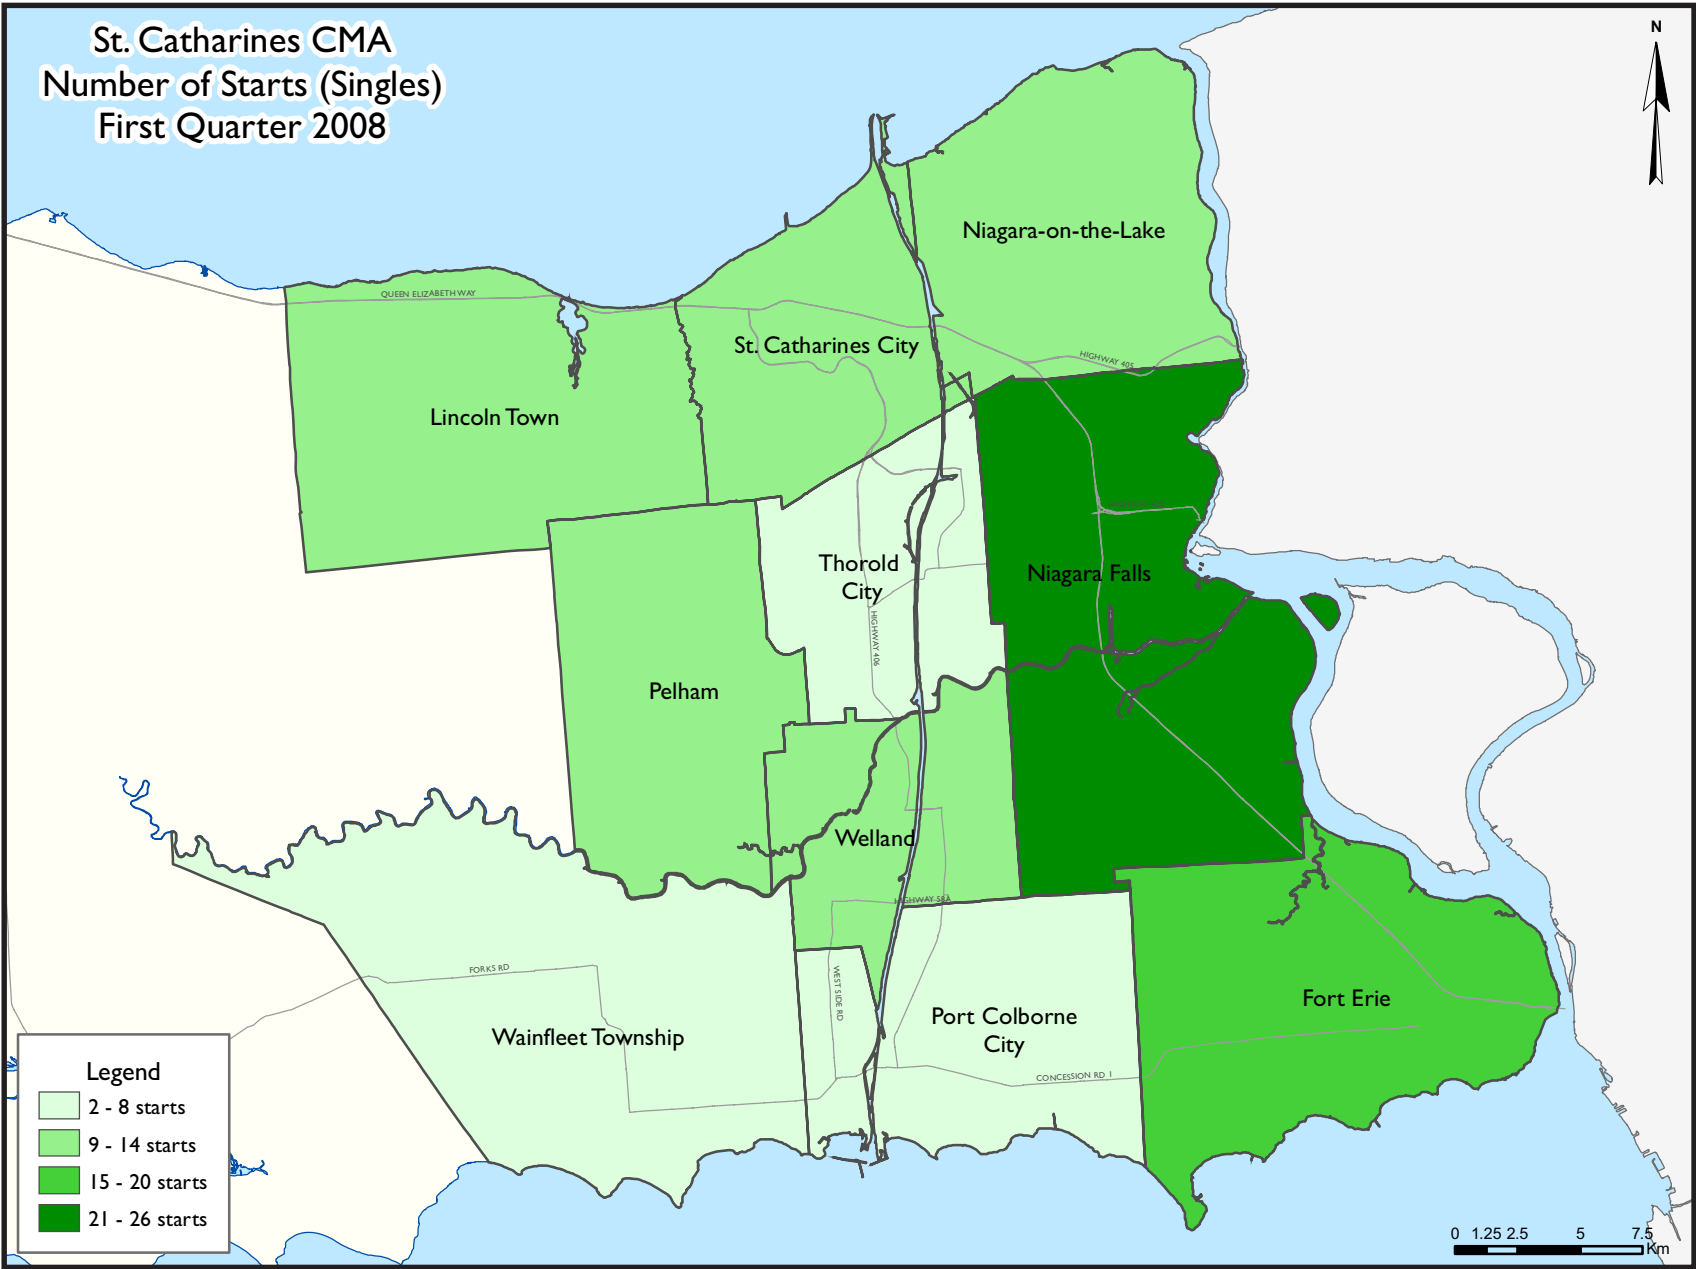 St. Catharines CMA
Number of Starts (Singles)
First Quarter 2008
N
Niagara-on-the-Lake
QUEEN ELIZABETH WAY
St. Catharines City
HIGHWAY 405
Lincoln Town
Thorold
City
Niagara Falls
HIGHWAY 406
Pelham
Welland
HIGHWAY 58A
FORKS RD
WEST SIDE RD
Fort Erie
Port Colborne
City
Wainfleet Township
CONCESSION RD 1
Legend
2 - 8 starts
9 - 14 starts
15 - 20 starts
21 - 26 starts
0 1.25 2.5 5 7.5
Km